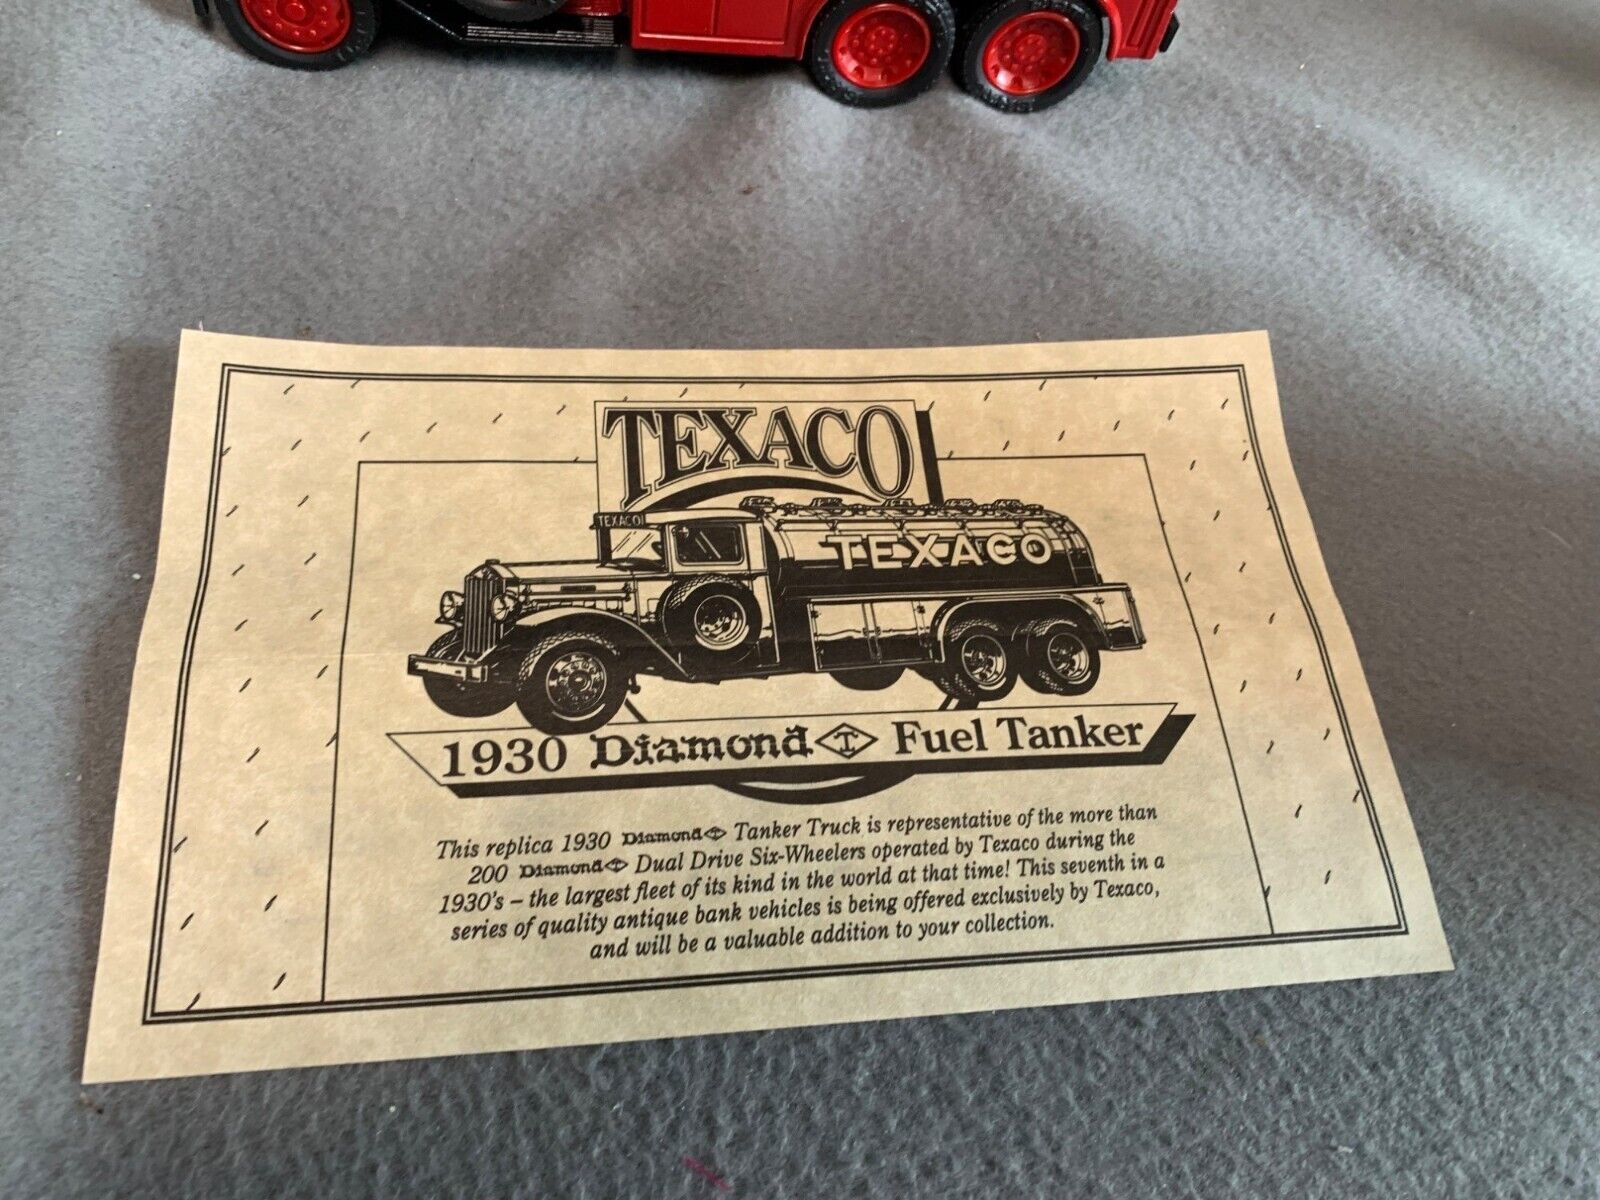 TEXACO
TEXACO
TEXACO
1930 Diamond T Fuel Tanker
This replica 1930 Diamond T Tanker Truck is representative of the more than
200 Diamond T Dual Drive Six-Wheelers operated by Texaco during the
1930's – the largest fleet of its kind in the world at that time! This seventh in a
series of quality antique bank vehicles is being offered exclusively by Texaco,
and will be a valuable addition to your collection.